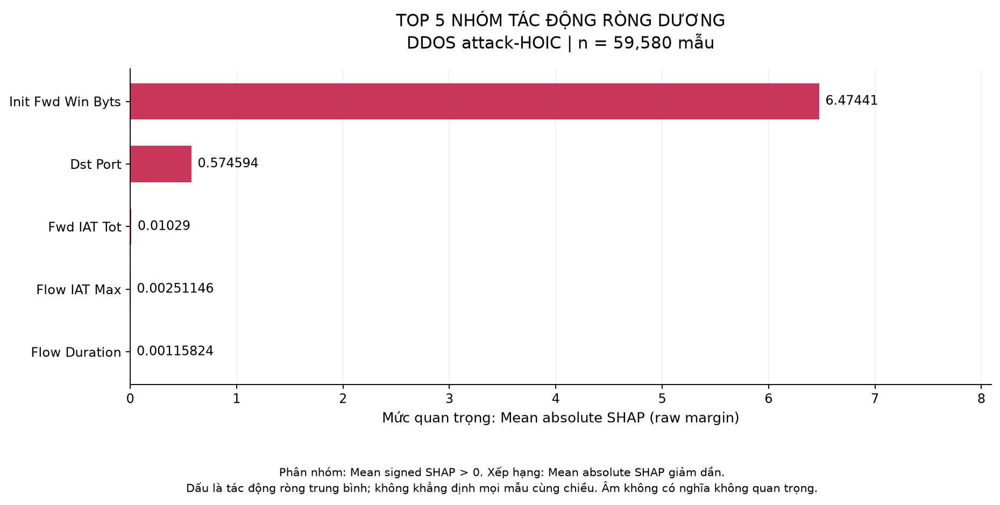 TOP 5 NHÓM TÁC ĐỘNG RÒNG DƯƠNG
DDOS attack-HOIC | n = 59,580 mẫu
Init Fwd Win Byts
6.47441
Dst Port
0.574594
Fwd IAT Tot
0.01029
Flow IAT Max
0.00251146
Flow Duration
0.00115824
0 1 2 3 4 5 6 7 8
Mức quan trọng: Mean absolute SHAP (raw margin)
Phân nhóm: Mean signed SHAP > 0. Xếp hạng: Mean absolute SHAP giảm dần.
Dấu là tác động ròng trung bình; không khẳng định mọi mẫu cùng chiều. Âm không có nghĩa không quan trọng.